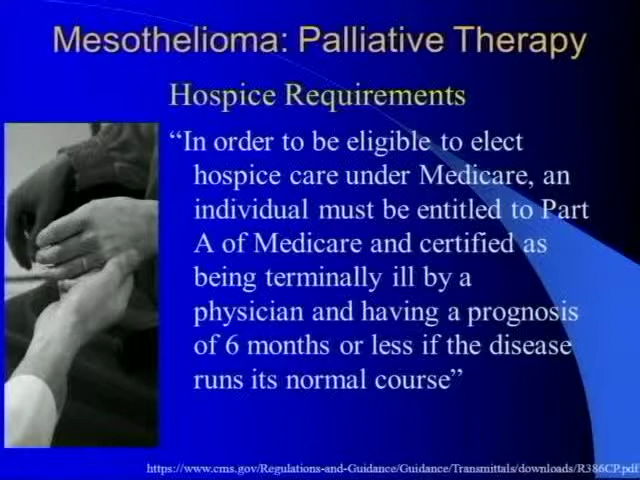 Mesothelioma: Palliative Therapy
Hospice Requirements
“In order to be eligible to elect
hospice care under Medicare, an
individual must be entitled to Part
A of Medicare and certified as
being terminally ill by a
physician and having a prognosis
of 6 months or less if the disease
runs its normal course”
https://www.cms.gov/Regulations-and-Guidance/Guidance/Transmittals/downloads/R386CP.pdf